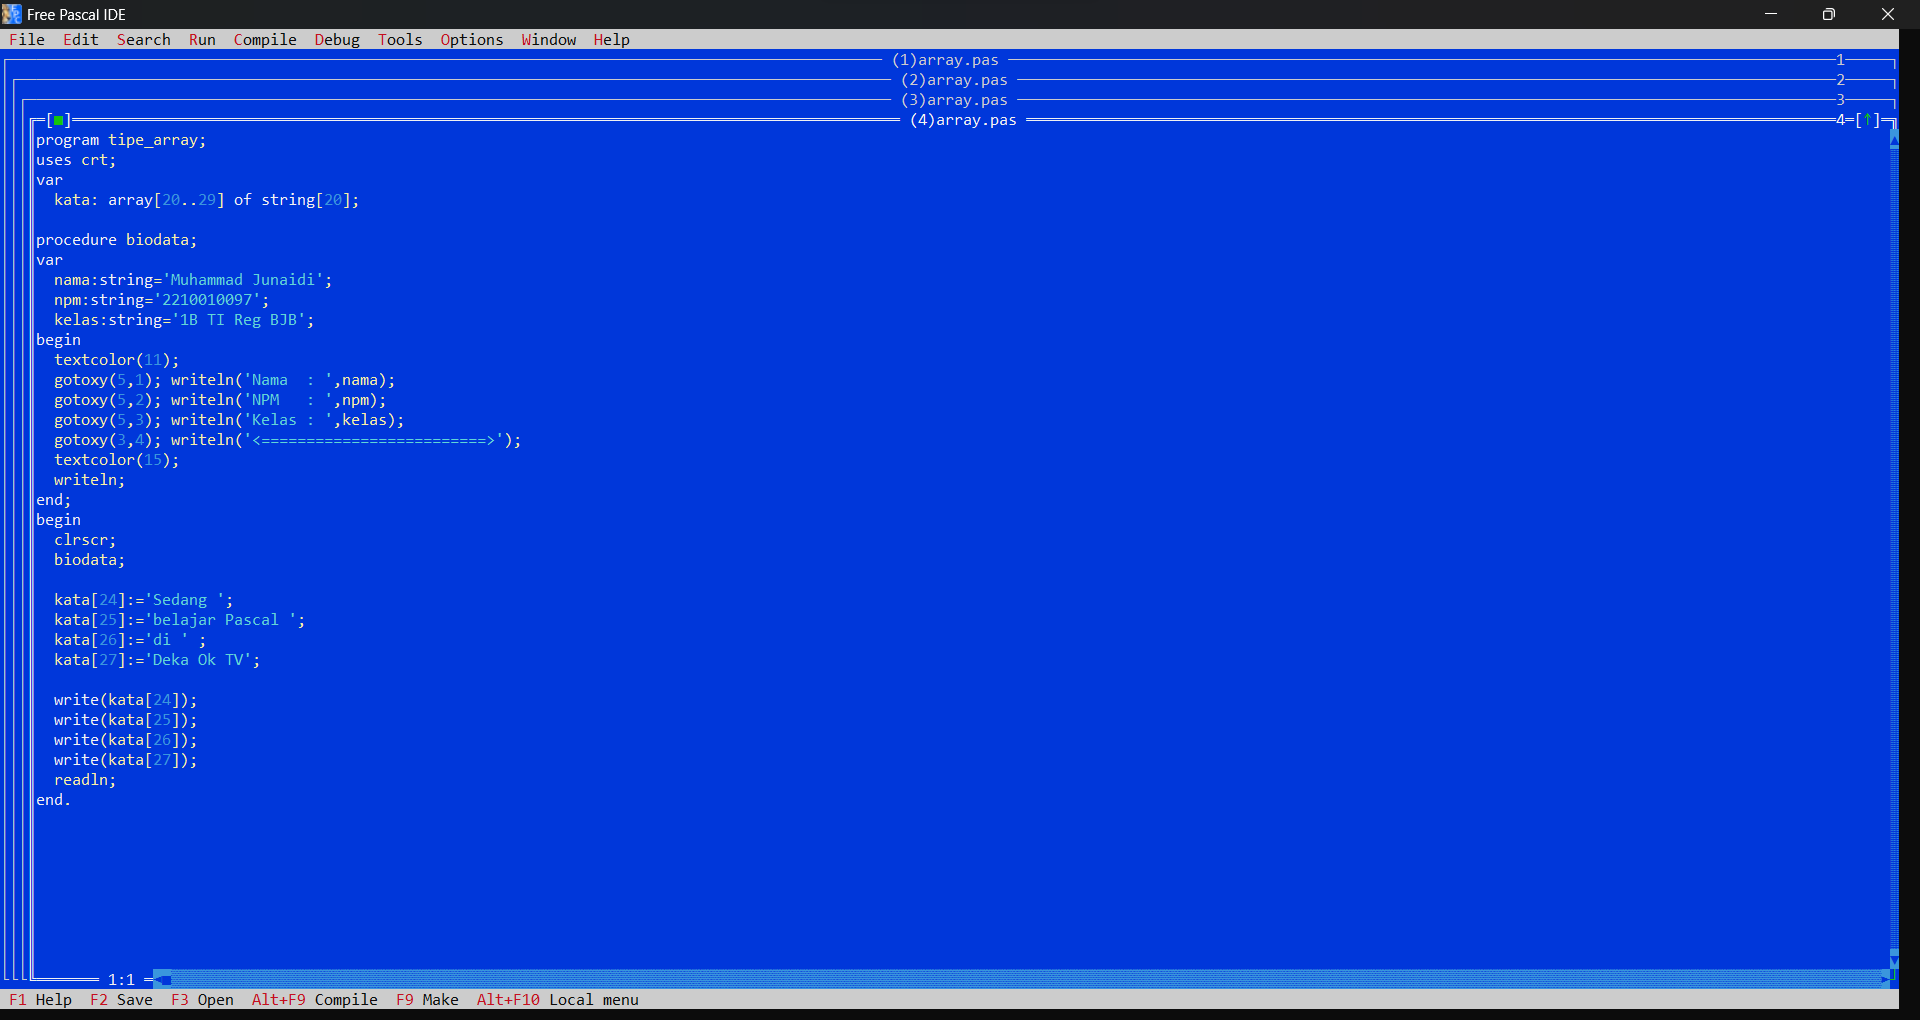 Free Pascal IDE
File Edit Search Run Compile Debug Tools Options Window Help
(1)array.pas 1
(2)array.pas 2
(3)array.pas 3
[■] (4)array.pas 4=[↑]
program tipe_array;
uses crt;
var
  kata: array[20..29] of string[20];

procedure biodata;
var
  nama:string='Muhammad Junaidi';
  npm:string='2210010097';
  kelas:string='1B TI Reg BJB';
begin
  textcolor(11);
  gotoxy(5,1); writeln('Nama  : ',nama);
  gotoxy(5,2); writeln('NPM   : ',npm);
  gotoxy(5,3); writeln('Kelas : ',kelas);
  gotoxy(3,4); writeln('<=========================>');
  textcolor(15);
  writeln;
end;
begin
  clrscr;
  biodata;

  kata[24]:='Sedang ';
  kata[25]:='belajar Pascal ';
  kata[26]:='di ' ;
  kata[27]:='Deka Ok TV';

  write(kata[24]);
  write(kata[25]);
  write(kata[26]);
  write(kata[27]);
  readln;
end.
1:1
F1 Help F2 Save F3 Open Alt+F9 Compile F9 Make Alt+F10 Local menu